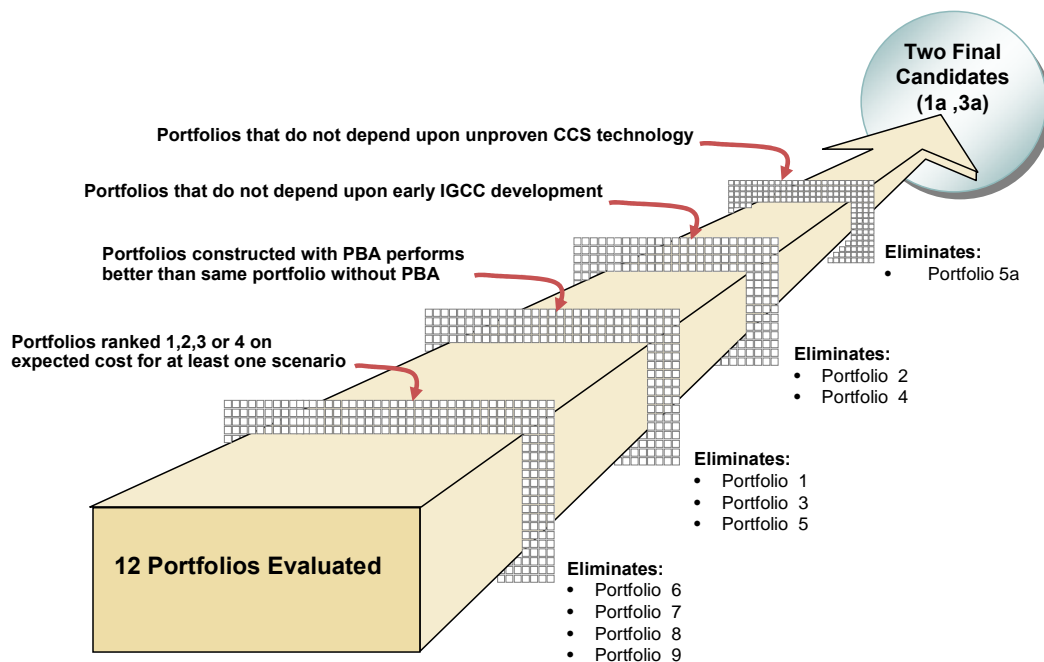 Two Final
Candidates
(1a ,3a)
Portfolios that do not depend upon unproven CCS technology
Portfolios that do not depend upon early IGCC development
Eliminates:
• Portfolio 5a
Portfolios constructed with PBA performs
better than same portfolio without PBA
Portfolios ranked 1,2,3 or 4 on
expected cost for at least one scenario
Eliminates:
• Portfolio 2
• Portfolio 4
Eliminates:
• Portfolio 1
• Portfolio 3
• Portfolio 5
12 Portfolios Evaluated
Eliminates:
• Portfolio 6
• Portfolio 7
• Portfolio 8
• Portfolio 9